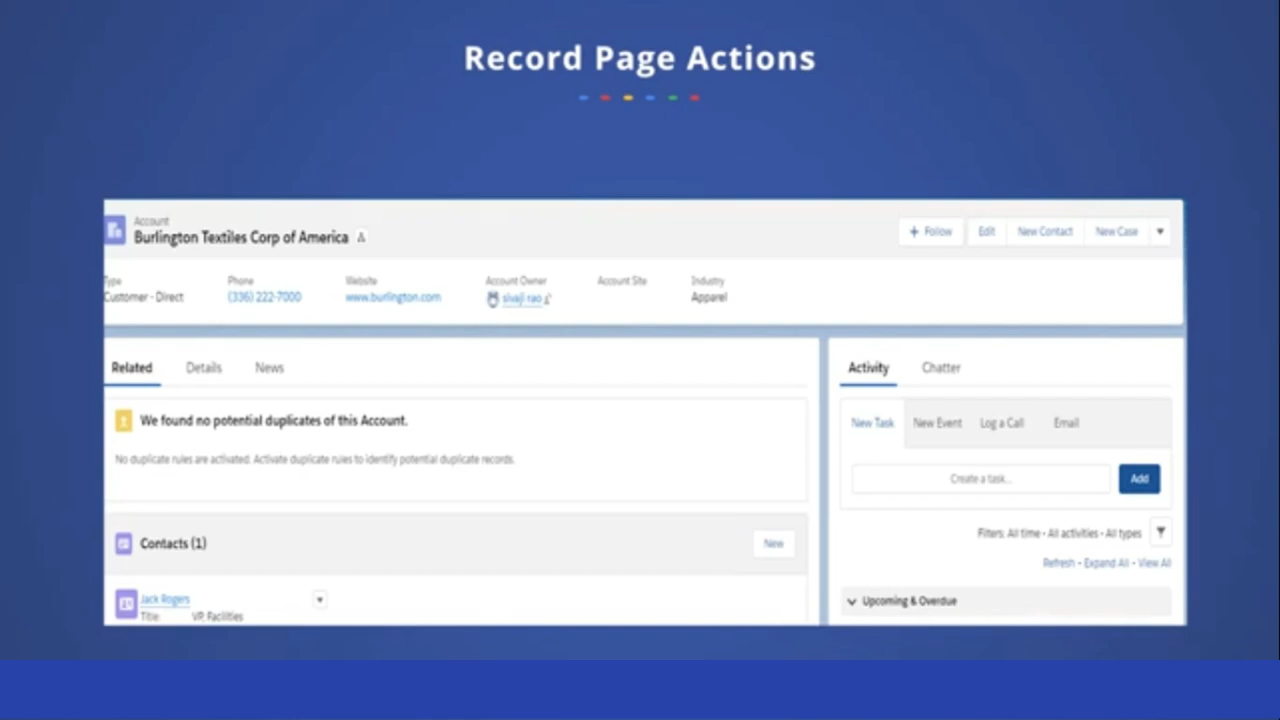 Record Page Actions
Account
Burlington Textiles Corp of America
+ Follow Edit New Contact New Case
Type Phone Website Account Owner Account Site Industry
Customer - Direct (336) 222-7000 www.burlington.com sivaji rao Apparel
Related Details News
Activity Chatter
We found no potential duplicates of this Account.
No duplicate rules are activated. Activate duplicate rules to identify potential duplicate records.
New Task New Event Log a Call Email
Create a task... Add
Filters: All time • All activities • All types
Refresh • Expand All • View All
Contacts (1) New
Upcoming & Overdue
Jack Rogers
Title: VP, Facilities